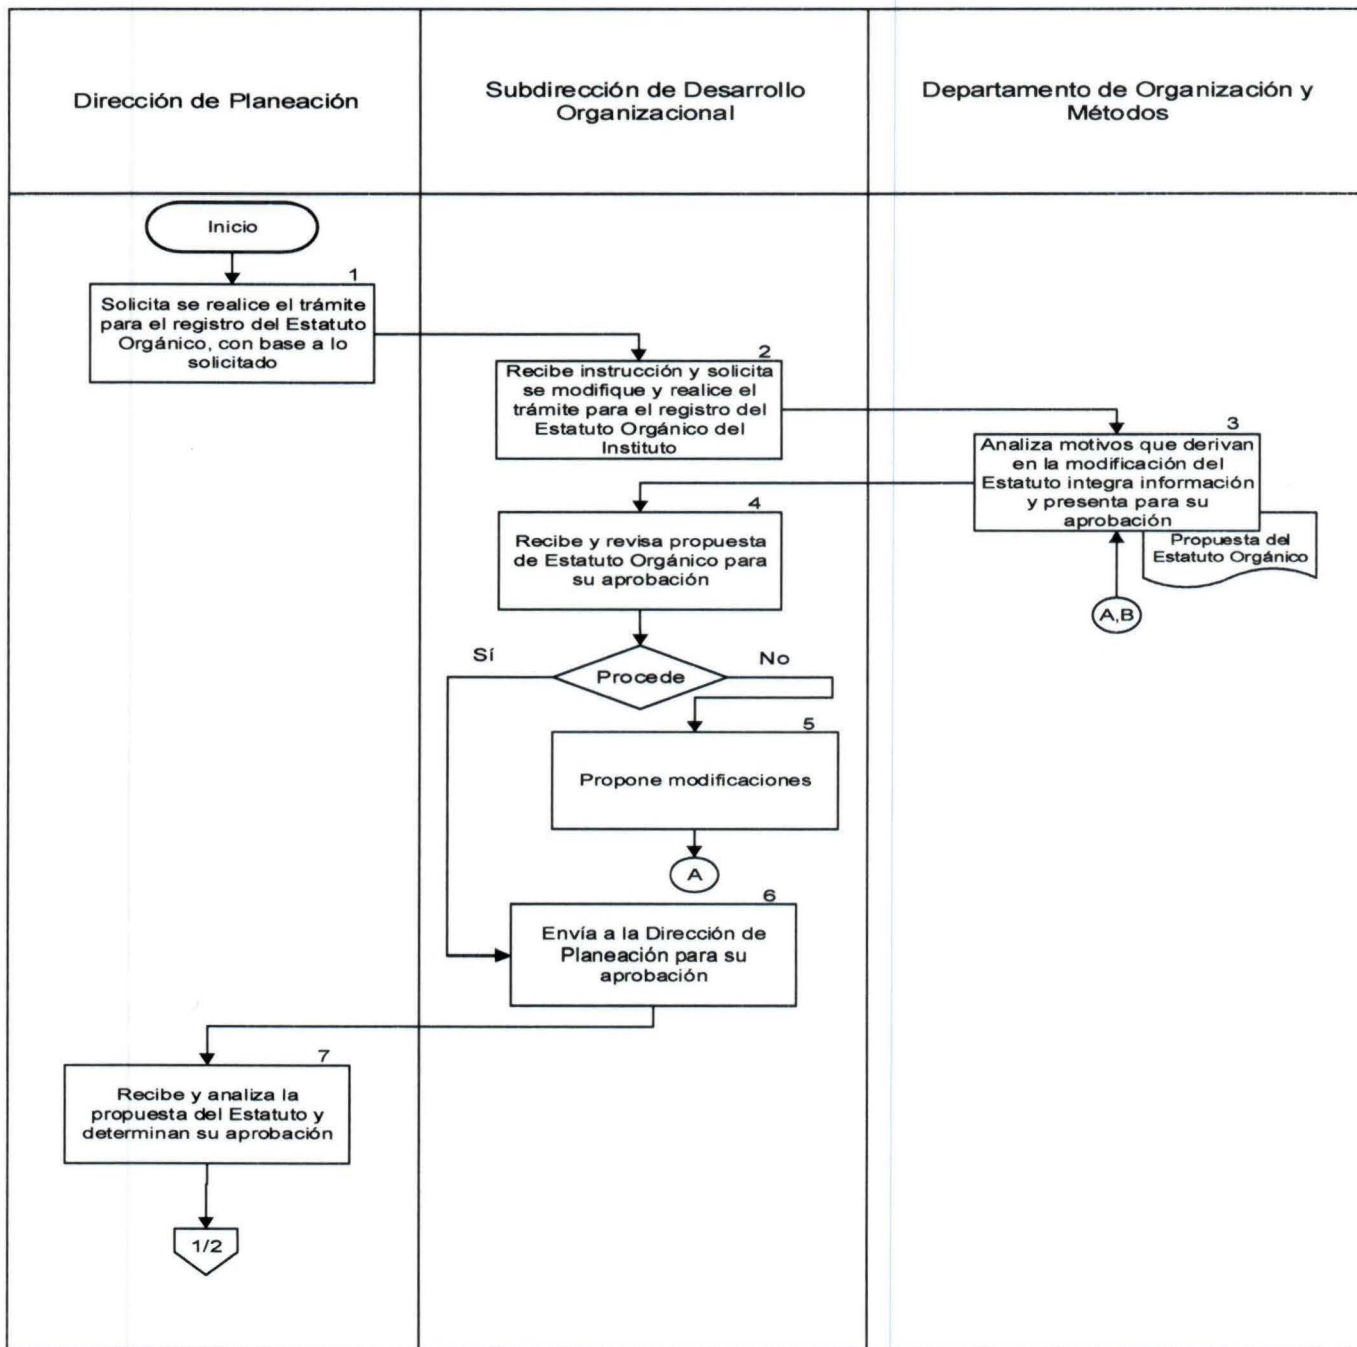 Dirección de Planeación
Subdirección de Desarrollo
Organizacional
Departamento de Organización y
Métodos
Inicio
1
Solicita se realice el trámite
para el registro del Estatuto
Orgánico, con base a lo
solicitado
2
Recibe instrucción y solicita
se modifique y realice el
trámite para el registro del
Estatuto Orgánico del
Instituto
3
Analiza motivos que derivan
en la modificación del
Estatuto integra información
y presenta para su
aprobación
Propuesta del
Estatuto Orgánico
A,B
4
Recibe y revisa propuesta
de Estatuto Orgánico para
su aprobación
Sí
Procede
No
5
Propone modificaciones
A
6
Envía a la Dirección de
Planeación para su
aprobación
7
Recibe y analiza la
propuesta del Estatuto y
determinan su aprobación
1/2